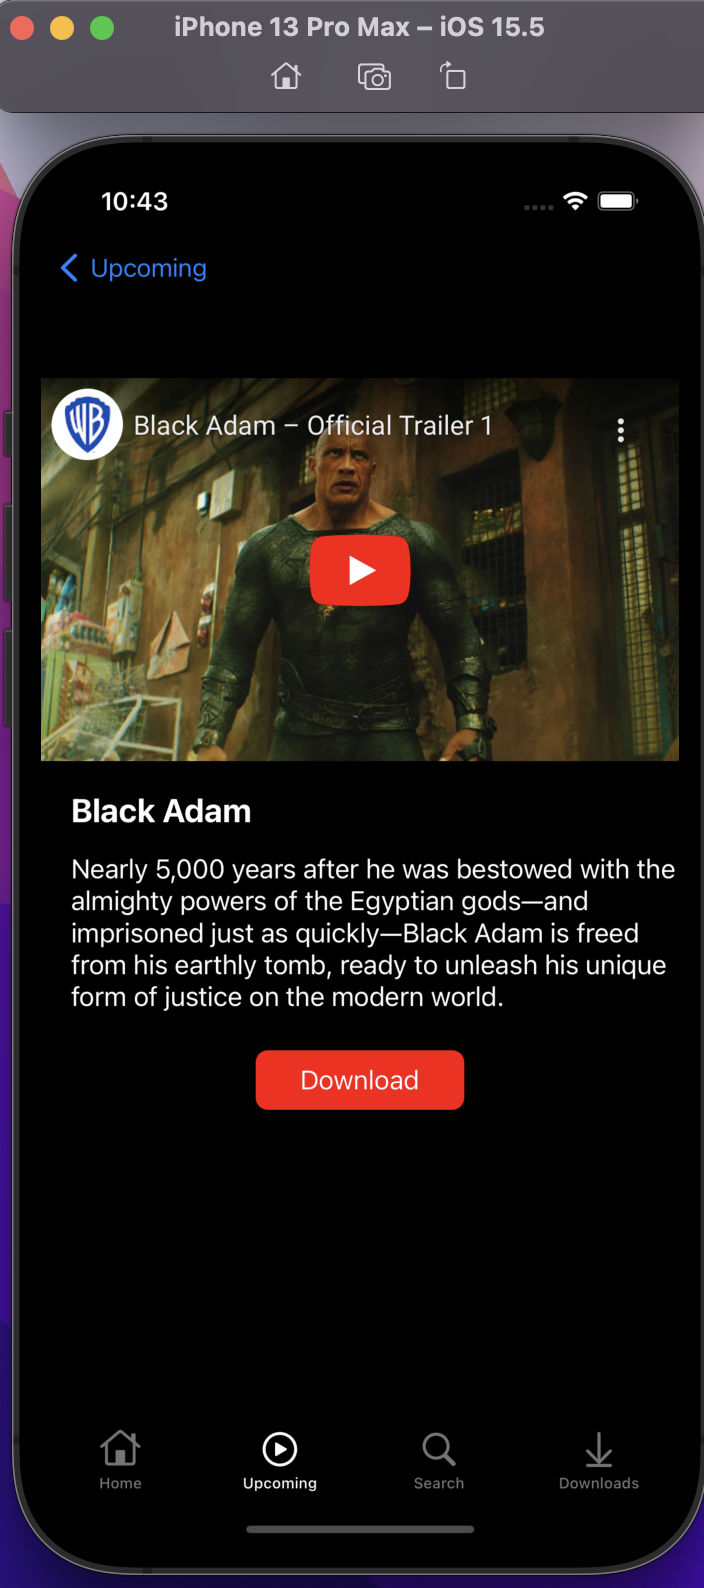 iPhone 13 Pro Max – iOS 15.5
10:43
Upcoming
WB
Black Adam – Official Trailer 1
Black Adam
Nearly 5,000 years after he was bestowed with the
almighty powers of the Egyptian gods—and
imprisoned just as quickly—Black Adam is freed
from his earthly tomb, ready to unleash his unique
form of justice on the modern world.
Download
Home
Upcoming
Search
Downloads